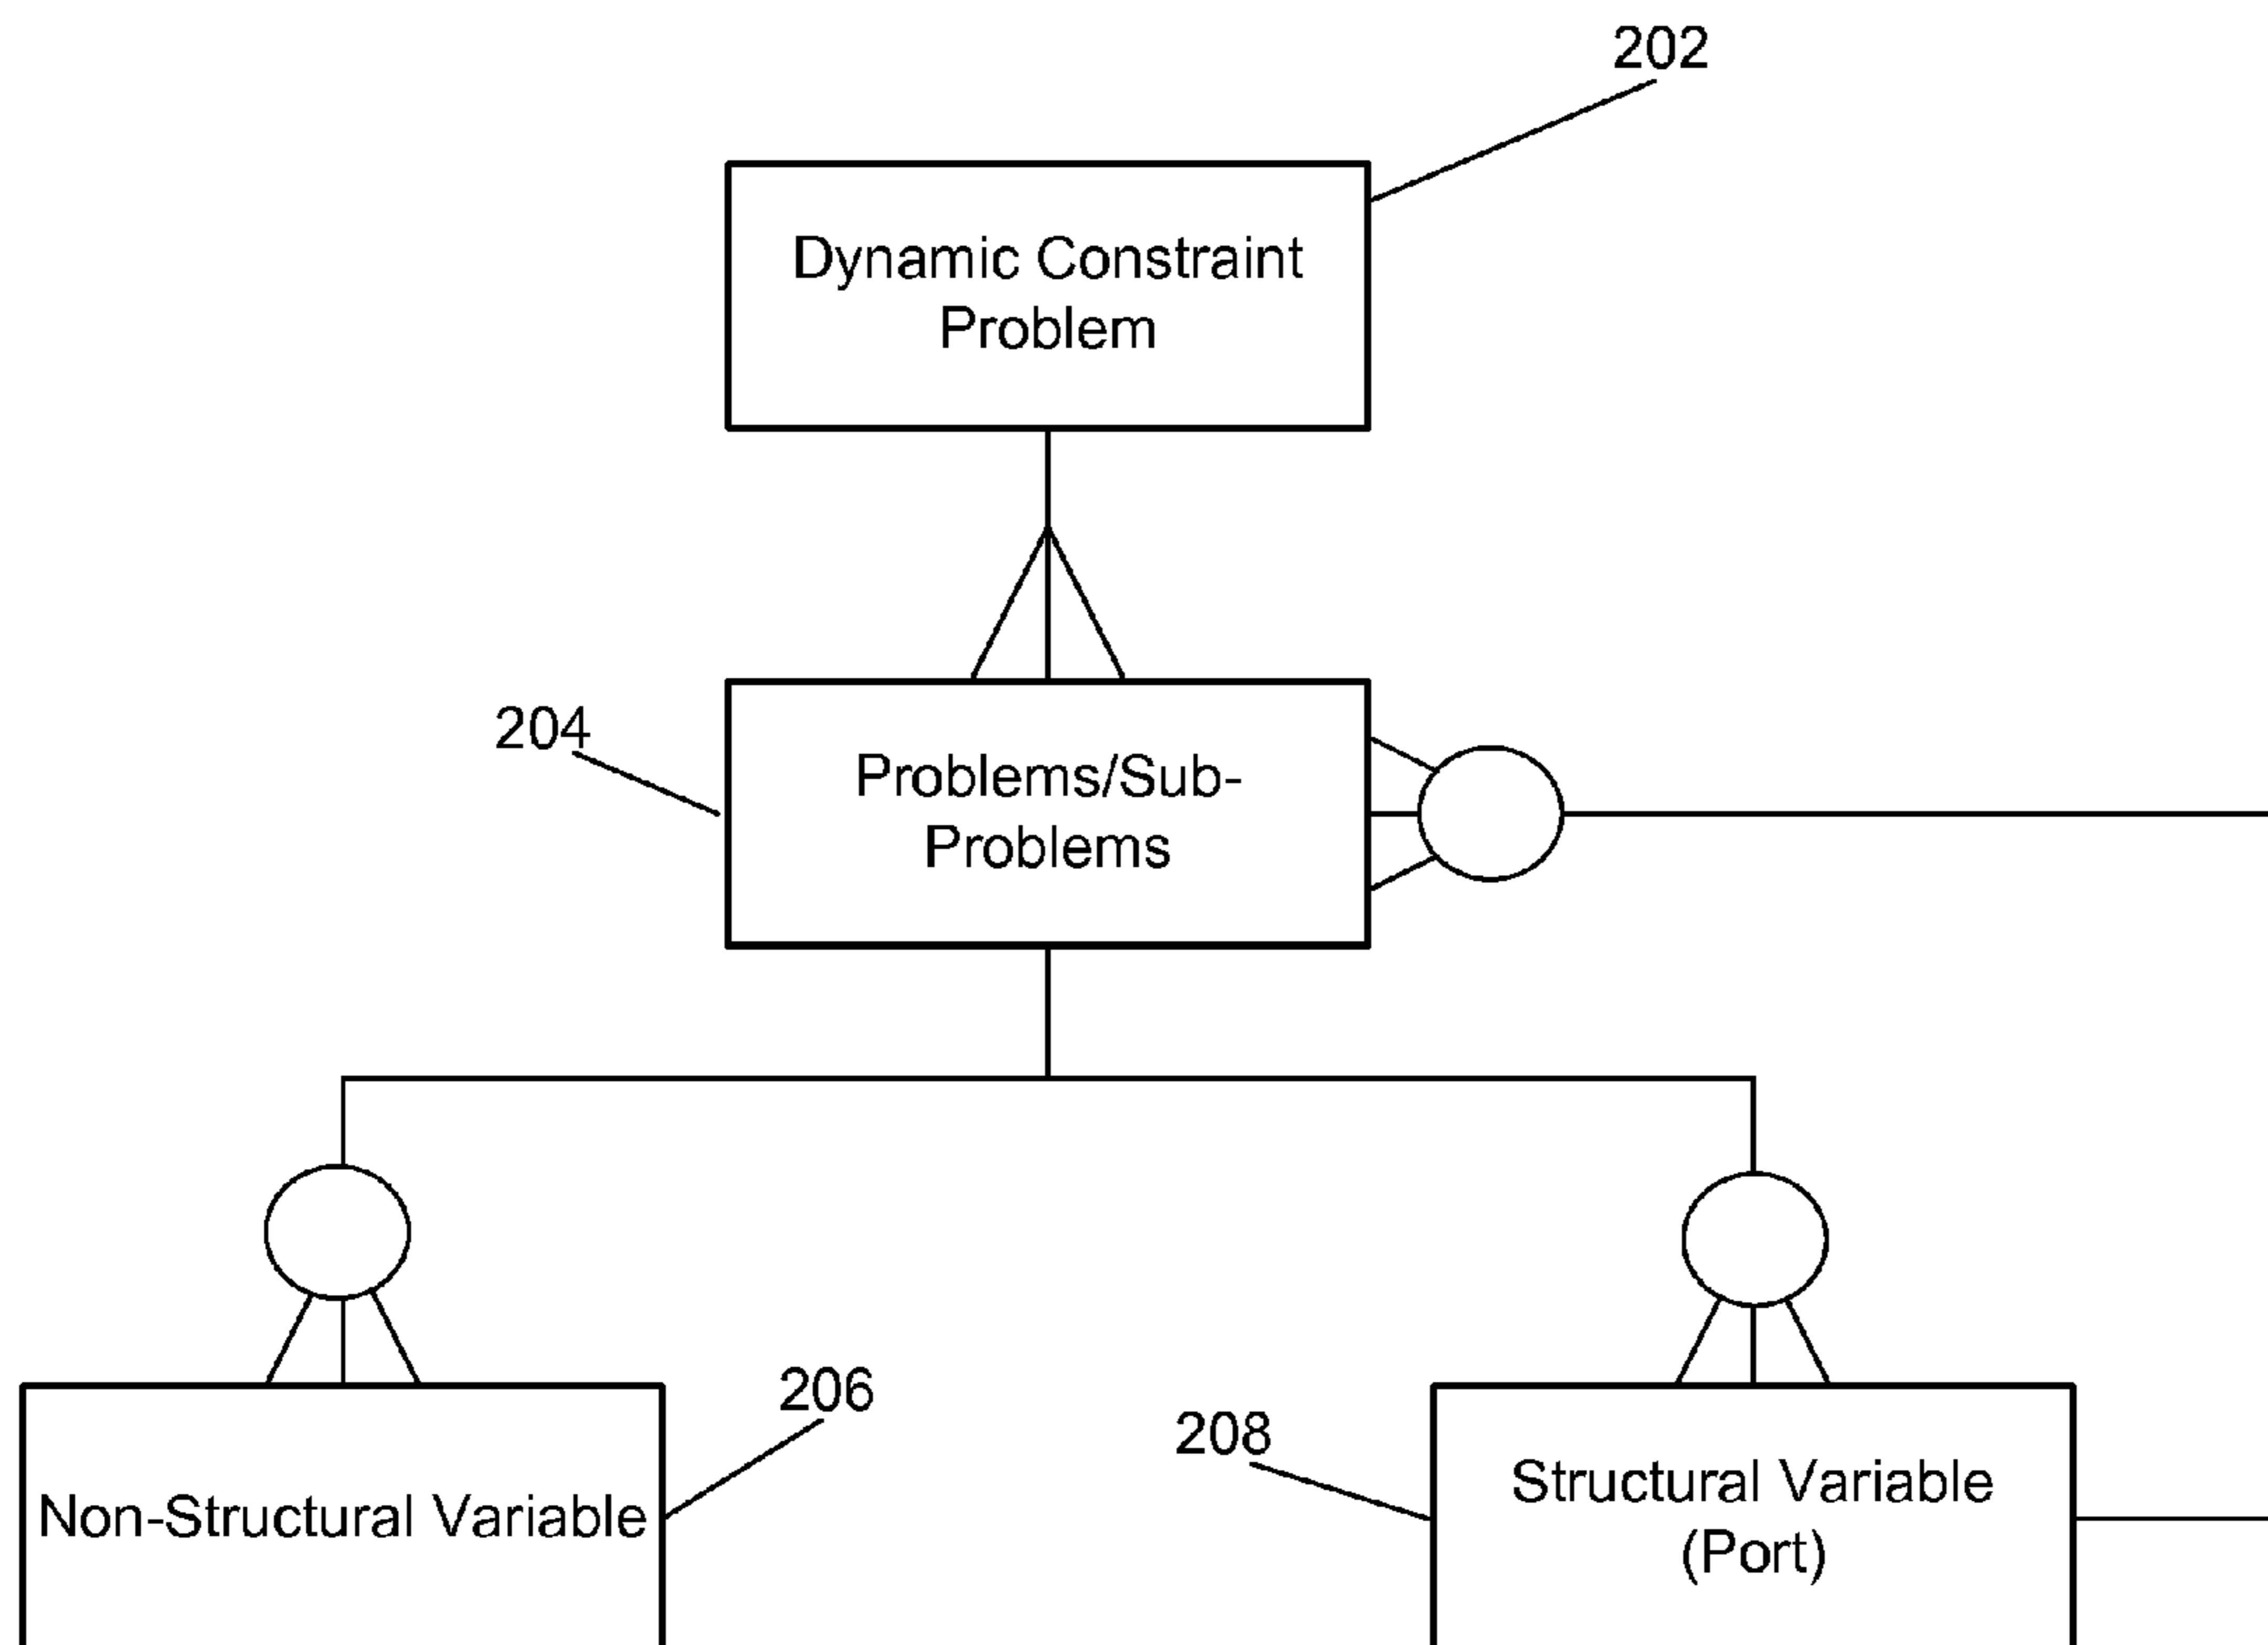 202
Dynamic Constraint
Problem
204
Problems/Sub-
Problems
206
208
Non-Structural Variable
Structural Variable
(Port)